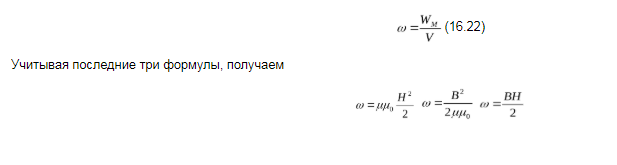 ω = W_M / V (16.22)
Учитывая последние три формулы, получаем
ω = μμ₀ H² / 2   ω = B² / 2μμ₀   ω = BH / 2